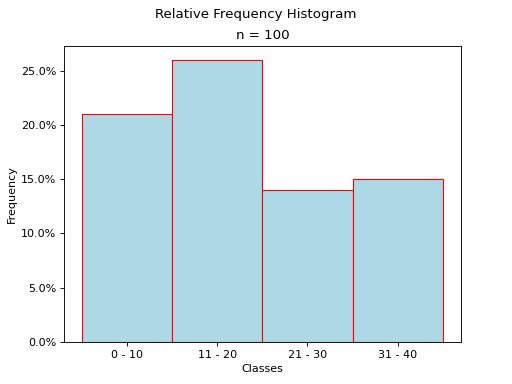 Relative Frequency Histogram
n = 100
25.0%
20.0%
15.0%
10.0%
5.0%
0.0%
Frequency
0 - 10
11 - 20
21 - 30
31 - 40
Classes